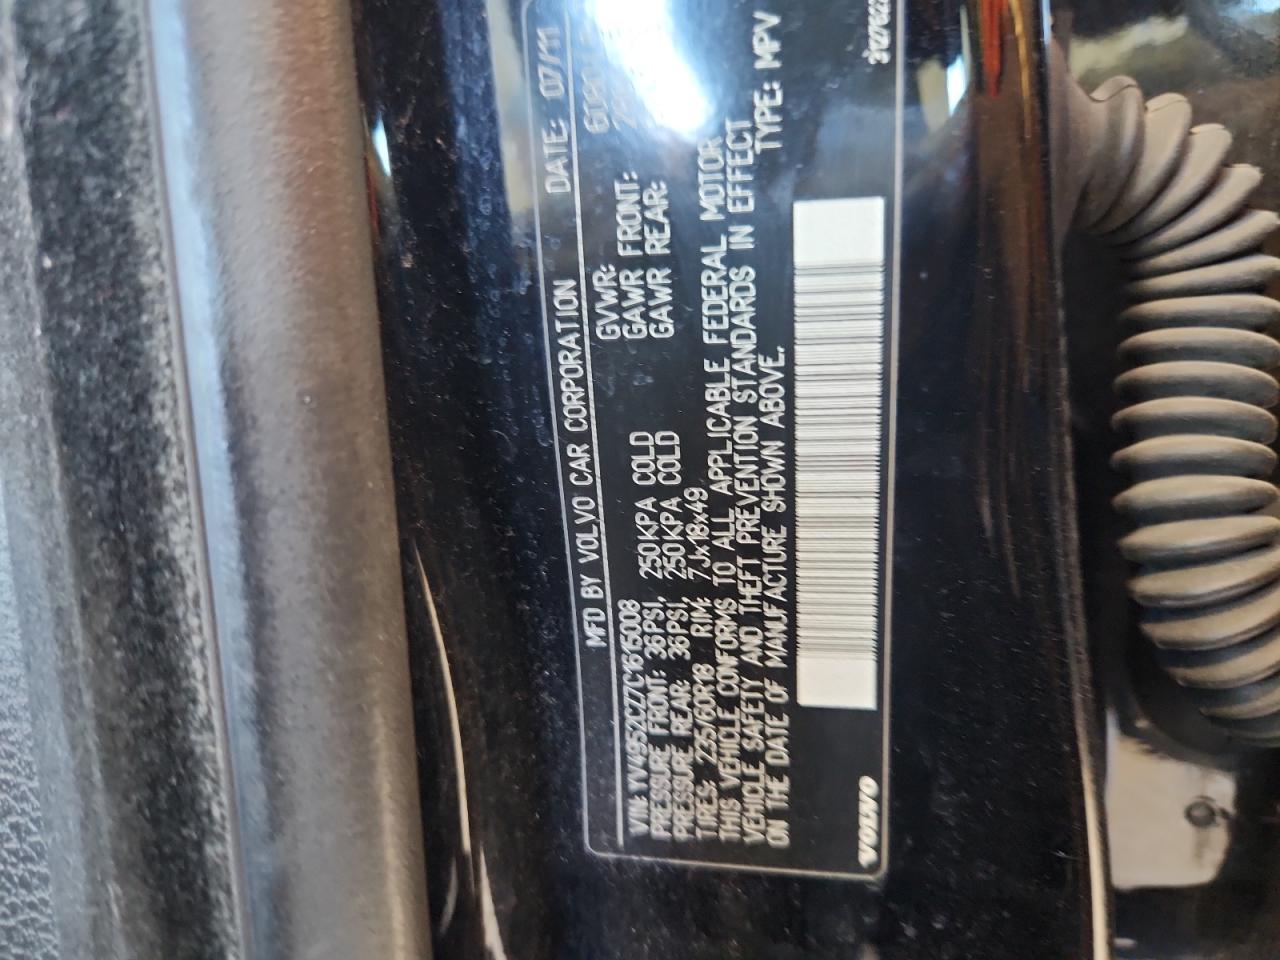 MFD BY VOLVO CAR CORPORATION DATE: 07/11
VIN: YV4952CZ7C1615008 GVWR:
PRESSURE FRONT: 36PSI, 250KPA COLD GAWR FRONT:
PRESSURE REAR: 36PSI, 250KPA COLD GAWR REAR:
TIRES: 235/60R18 RIM: 7Jx18x49
THIS VEHICLE CONFORMS TO ALL APPLICABLE FEDERAL MOTOR
VEHICLE SAFETY AND THEFT PREVENTION STANDARDS IN EFFECT
ON THE DATE OF MANUFACTURE SHOWN ABOVE. TYPE: MPV
VOLVO